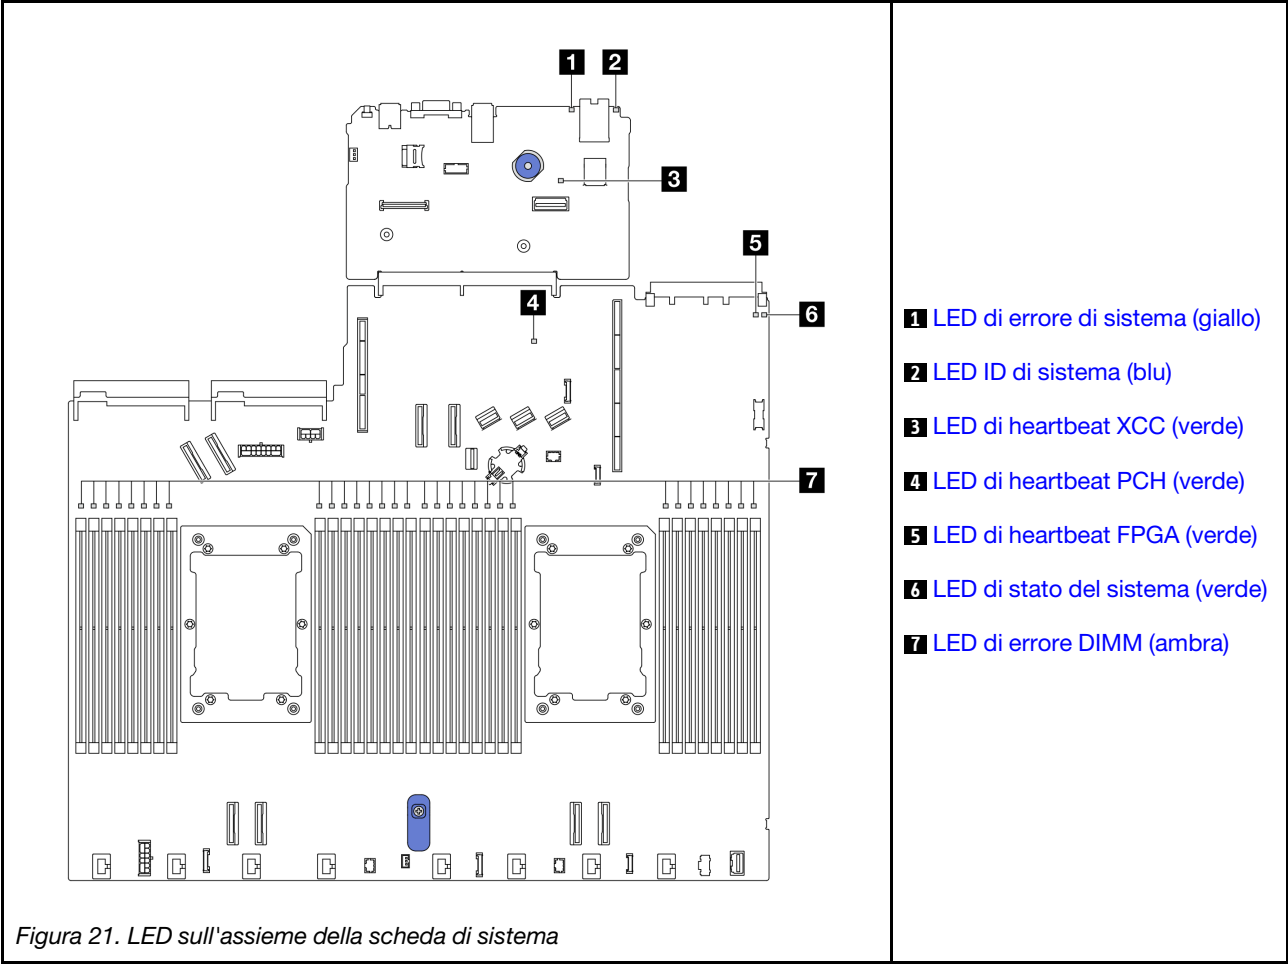 1 2
3
5
4 6
7
1 LED di errore di sistema (giallo)
2 LED ID di sistema (blu)
3 LED di heartbeat XCC (verde)
4 LED di heartbeat PCH (verde)
5 LED di heartbeat FPGA (verde)
6 LED di stato del sistema (verde)
7 LED di errore DIMM (ambra)
Figura 21. LED sull'assieme della scheda di sistema